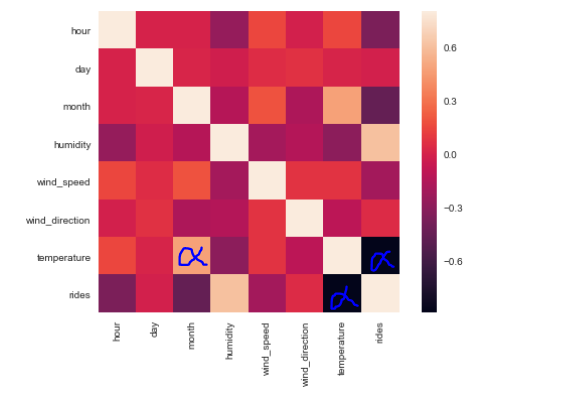 hour
day
month
humidity
wind_speed
wind_direction
temperature
rides
α
α
α
0.6
0.3
0.0
−0.3
−0.6
hour
day
month
humidity
wind_speed
wind_direction
temperature
rides